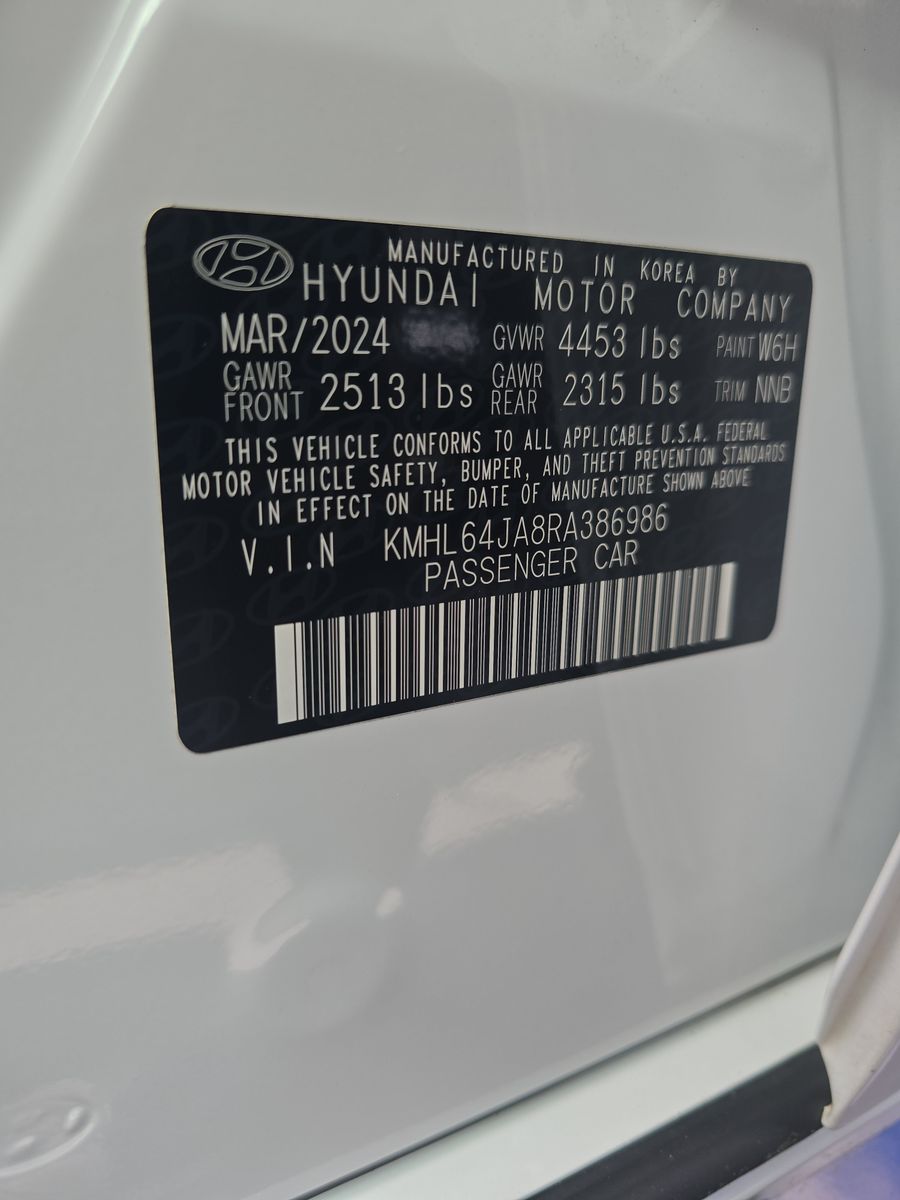 MANUFACTURED IN KOREA BY
HYUNDAI MOTOR COMPANY
MAR/2024 GVWR 4453 lbs PAINT W6H
GAWR FRONT 2513 lbs GAWR REAR 2315 lbs TRIM NNB
THIS VEHICLE CONFORMS TO ALL APPLICABLE U.S.A. FEDERAL
MOTOR VEHICLE SAFETY, BUMPER, AND THEFT PREVENTION STANDARDS
IN EFFECT ON THE DATE OF MANUFACTURE SHOWN ABOVE
V.I.N KMHL64JA8RA386986
PASSENGER CAR